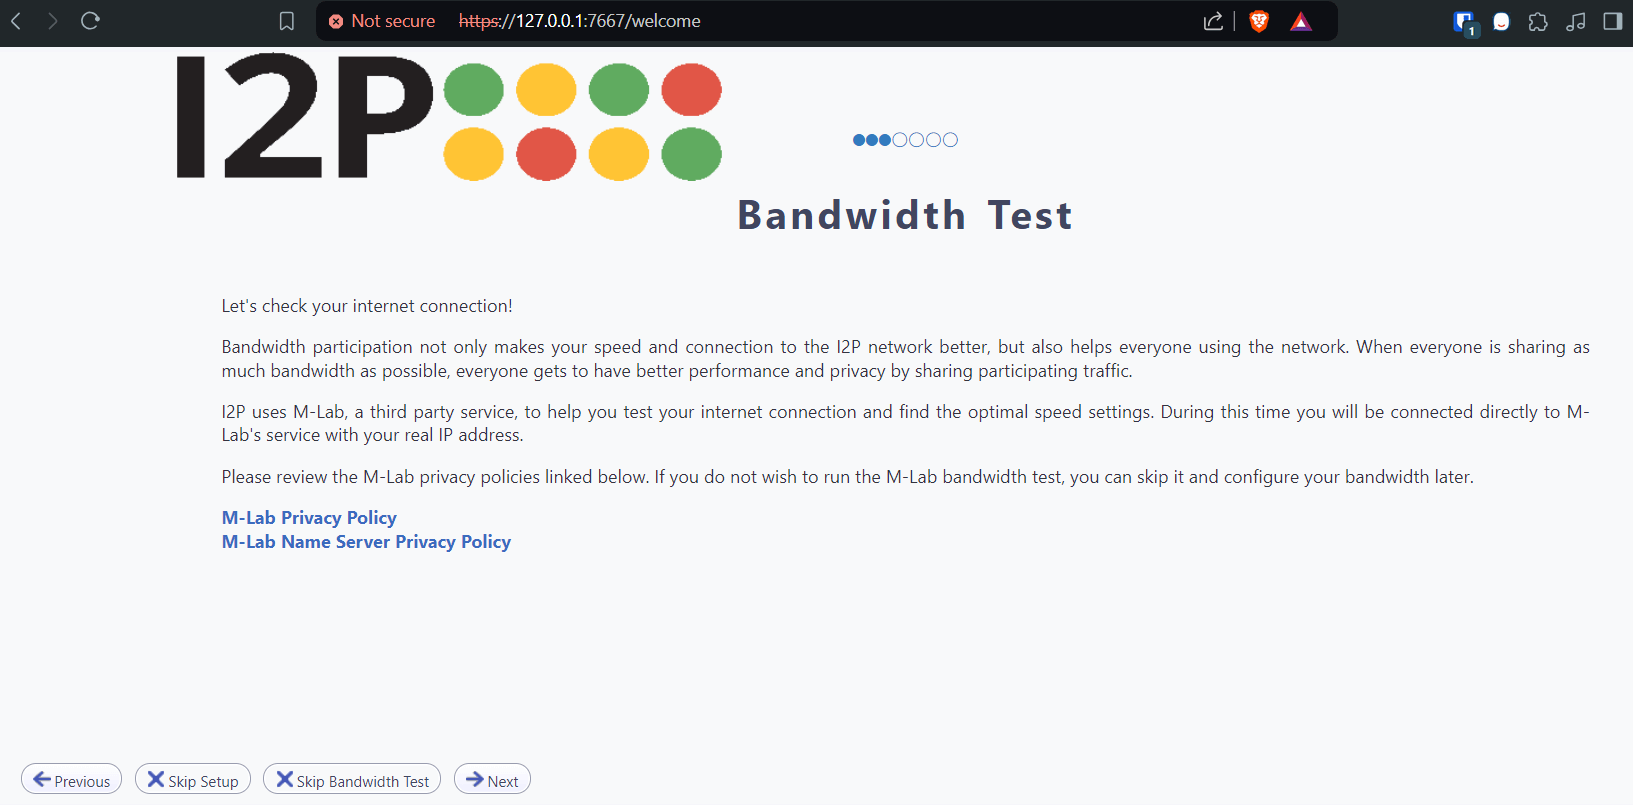 Not secure https://127.0.0.1:7667/welcome
1
I2P
Bandwidth Test
Let's check your internet connection!
Bandwidth participation not only makes your speed and connection to the I2P network better, but also helps everyone using the network. When everyone is sharing as
much bandwidth as possible, everyone gets to have better performance and privacy by sharing participating traffic.
I2P uses M-Lab, a third party service, to help you test your internet connection and find the optimal speed settings. During this time you will be connected directly to M-
Lab's service with your real IP address.
Please review the M-Lab privacy policies linked below. If you do not wish to run the M-Lab bandwidth test, you can skip it and configure your bandwidth later.
M-Lab Privacy Policy
M-Lab Name Server Privacy Policy
Previous Skip Setup Skip Bandwidth Test Next